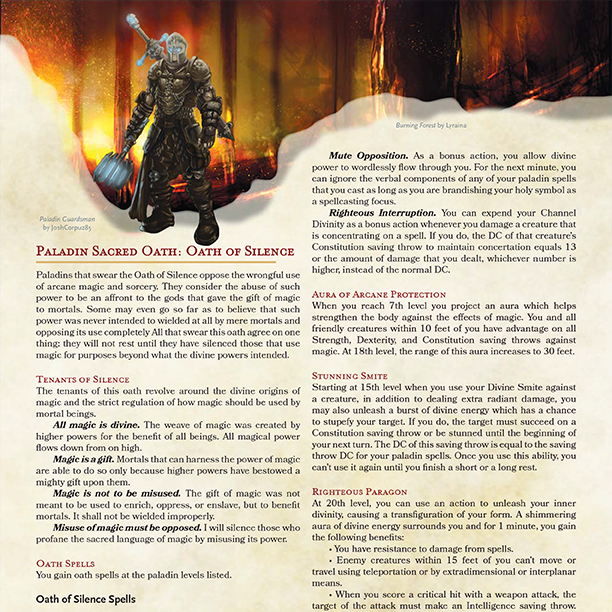 Paladin Guardsman
by JoshCorpuz85
PALADIN SACRED OATH: OATH OF SILENCE
Paladins that swear the Oath of Silence oppose the wrongful use
of arcane magic and sorcery. They consider the abuse of such
power to be an affront to the gods that gave the gift of magic
to mortals. Some may even go so far as to believe that such
power was never intended to wielded at all by mere mortals and
opposing its use completely All that swear this oath agree on one
thing: they will not rest until they have silenced those that use
magic for purposes beyond what the divine powers intended.
TENANTS OF SILENCE
The tenants of this oath revolve around the divine origins of
magic and the strict regulation of how magic should be used by
mortal beings.
All magic is divine. The weave of magic was created by
higher powers for the benefit of all beings. All magical power
flows down from on high.
Magic is a gift. Mortals that can harness the power of magic
are able to do so only because higher powers have bestowed a
mighty gift upon them.
Magic is not to be misused. The gift of magic was not
meant to be used to enrich, oppress, or enslave, but to benefit
mortals. It shall not be wielded improperly.
Misuse of magic must be opposed. I will silence those who
profane the sacred language of magic by misusing its power.
OATH SPELLS
You gain oath spells at the paladin levels listed.
Oath of Silence Spells
Burning Forest by Lyraina
Mute Opposition. As a bonus action, you allow divine
power to wordlessly flow through you. For the next minute, you
can ignore the verbal components of any of your paladin spells
that you cast as long as you are brandishing your holy symbol as
a spellcasting focus.
Righteous Interruption. You can expend your Channel
Divinity as a bonus action whenever you damage a creature that
is concentrating on a spell. If you do, the DC of that creature's
Constitution saving throw to maintain concertation equals 13
or the amount of damage that you dealt, whichever number is
higher, instead of the normal DC.
AURA OF ARCANE PROTECTION
When you reach 7th level you project an aura which helps
strengthen the body against the effects of magic. You and all
friendly creatures within 10 feet of you have advantage on all
Strength, Dexterity, and Constitution saving throws against
magic. At 18th level, the range of this aura increases to 30 feet.
STUNNING SMITE
Starting at 15th level when you use your Divine Smite against
a creature, in addition to dealing extra radiant damage, you
may also unleash a burst of divine energy which has a chance
to stupefy your target. If you do, the target must succeed on a
Constitution saving throw or be stunned until the beginning of
your next turn. The DC of this saving throw is equal to the saving
throw DC for your paladin spells. Once you use this ability, you
can't use it again until you finish a short or a long rest.
RIGHTEOUS PARAGON
At 20th level, you can use an action to unleash your inner
divinity, causing a transfiguration of your form. A shimmering
aura of divine energy surrounds you and for 1 minute, you gain
the following benefits:
• You have resistance to damage from spells.
• Enemy creatures within 15 feet of you can't move or
travel using teleportation or by extradimensional or interplanar
means.
• When you score a critical hit with a weapon attack, the
target of the attack must make an Intelligence saving throw.